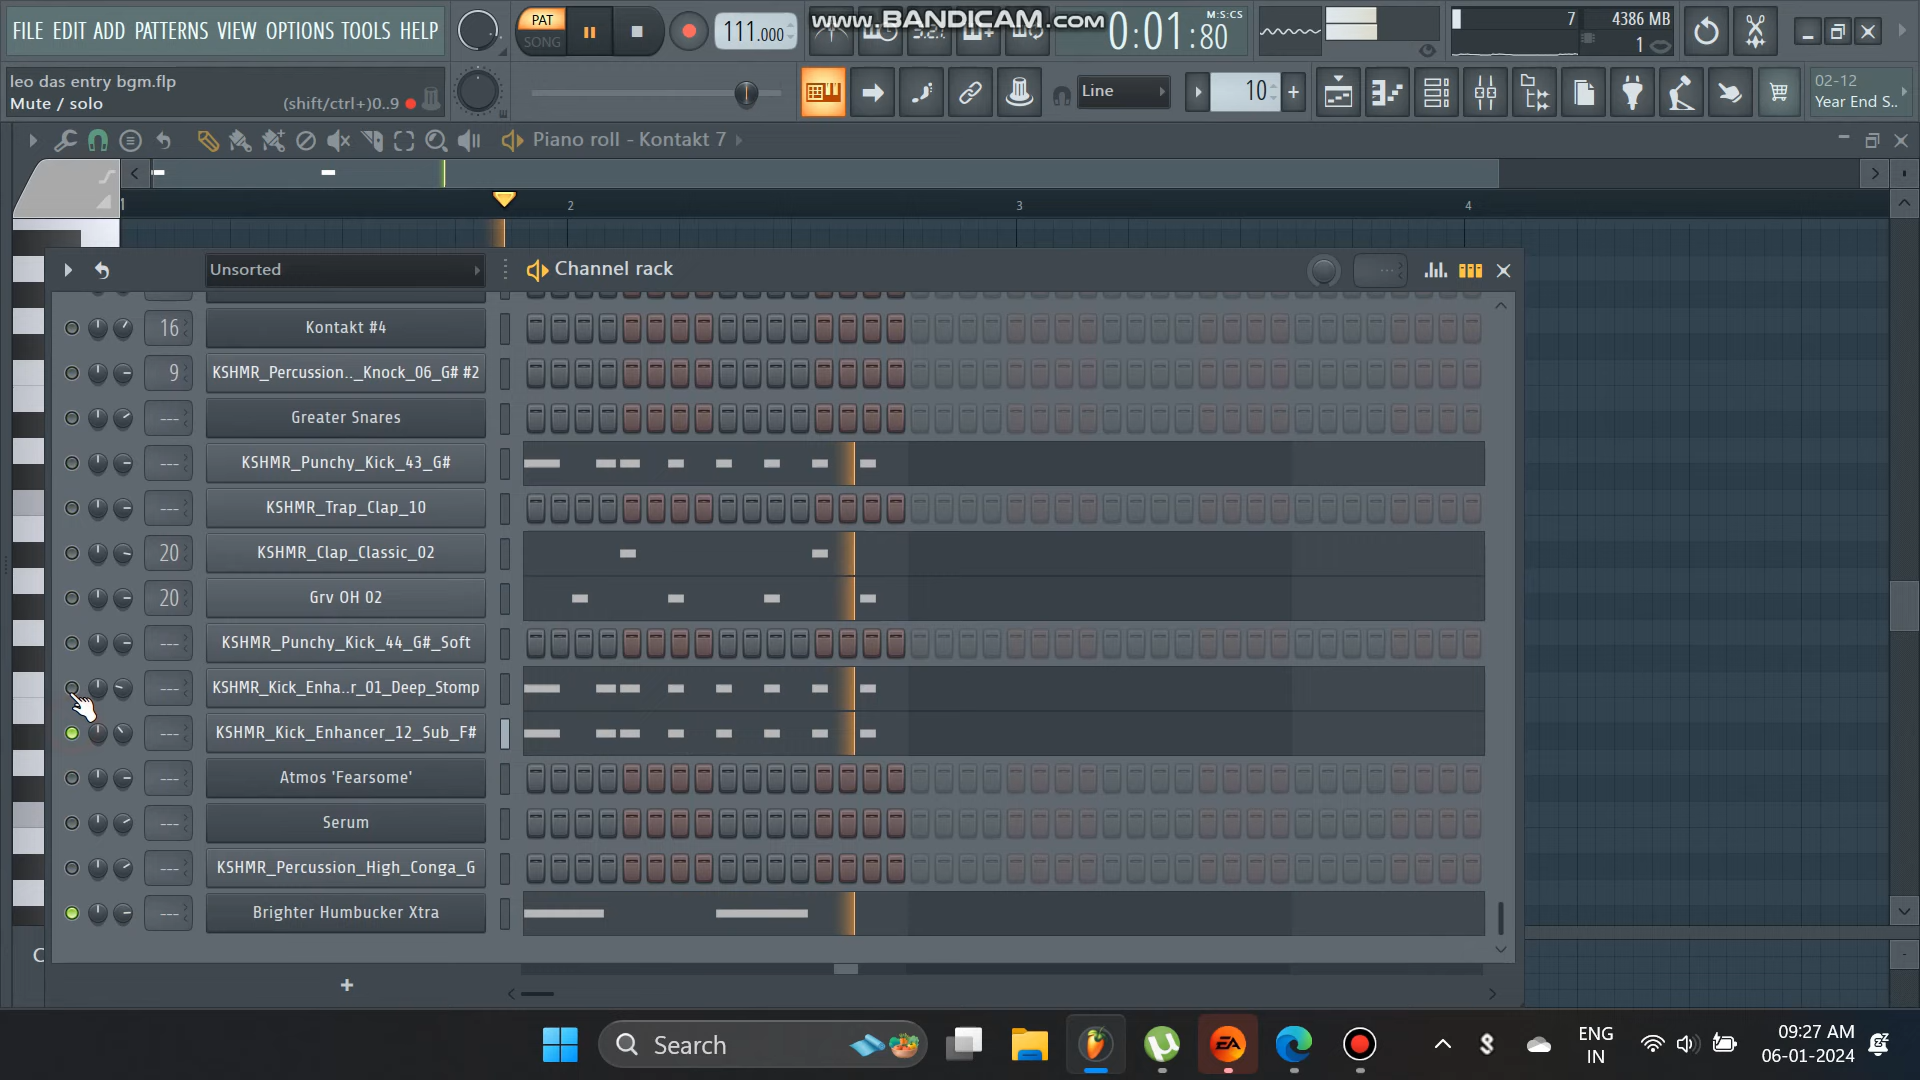 FILE EDIT ADD PATTERNS VIEW OPTIONS TOOLS HELP
PAT
SONG
111.000
www.BANDICAM.com
0:01:80
M:S:CS
7
4386 MB
1
leo das entry bgm.flp
Mute / solo
(shift/ctrl+)0..9
Line
10
02-12
Year End S..
Piano roll - Kontakt 7
1
2
3
4
Unsorted
Channel rack
16
Kontakt #4
9
KSHMR_Percussion.._Knock_06_G# #2
---
Greater Snares
---
KSHMR_Punchy_Kick_43_G#
---
KSHMR_Trap_Clap_10
20
KSHMR_Clap_Classic_02
20
Grv OH 02
---
KSHMR_Punchy_Kick_44_G#_Soft
---
KSHMR_Kick_Enha..r_01_Deep_Stomp
---
KSHMR_Kick_Enhancer_12_Sub_F#
---
Atmos 'Fearsome'
---
Serum
---
KSHMR_Percussion_High_Conga_G
---
Brighter Humbucker Xtra
C
+
Search
EA
ENG
IN
09:27 AM
06-01-2024